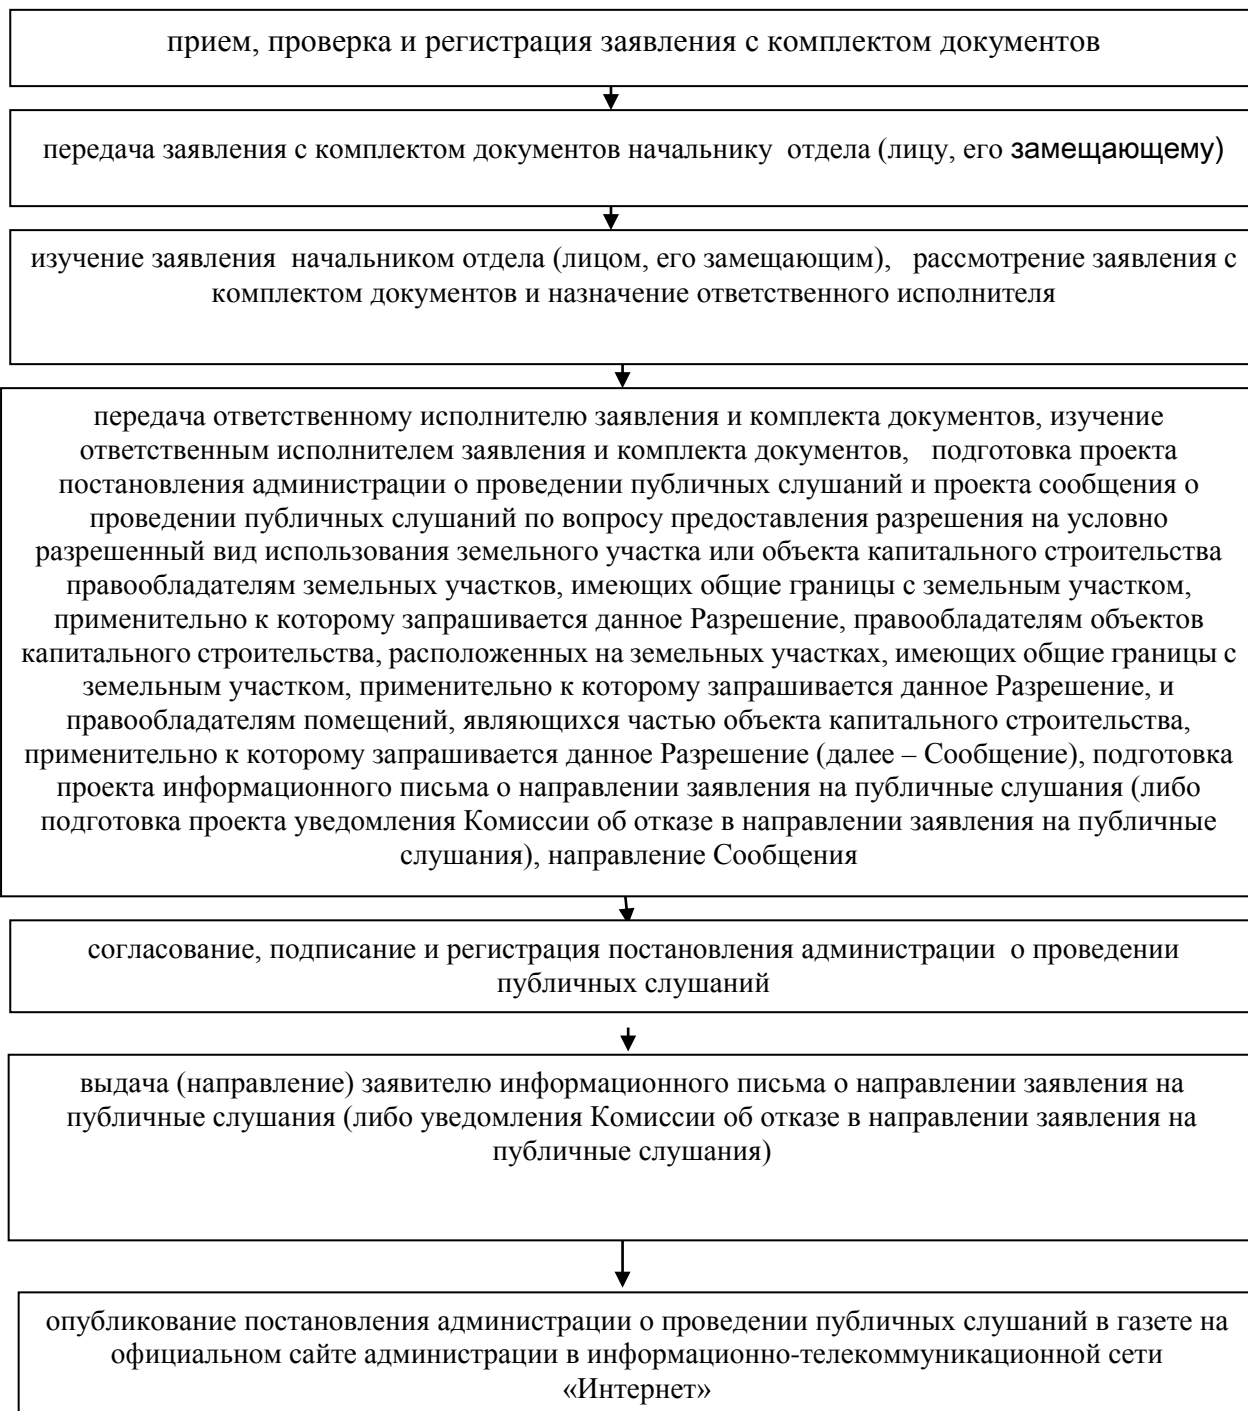 прием, проверка и регистрация заявления с комплектом документов
передача заявления с комплектом документов начальнику отдела (лицу, его замещающему)
изучение заявления начальником отдела (лицом, его замещающим), рассмотрение заявления с
комплектом документов и назначение ответственного исполнителя
передача ответственному исполнителю заявления и комплекта документов, изучение
ответственным исполнителем заявления и комплекта документов, подготовка проекта
постановления администрации о проведении публичных слушаний и проекта сообщения о
проведении публичных слушаний по вопросу предоставления разрешения на условно
разрешенный вид использования земельного участка или объекта капитального строительства
правообладателям земельных участков, имеющих общие границы с земельным участком,
применительно к которому запрашивается данное Разрешение, правообладателям объектов
капитального строительства, расположенных на земельных участках, имеющих общие границы с
земельным участком, применительно к которому запрашивается данное Разрешение, и
правообладателям помещений, являющихся частью объекта капитального строительства,
применительно к которому запрашивается данное Разрешение (далее – Сообщение), подготовка
проекта информационного письма о направлении заявления на публичные слушания (либо
подготовка проекта уведомления Комиссии об отказе в направлении заявления на публичные
слушания), направление Сообщения
согласование, подписание и регистрация постановления администрации о проведении
публичных слушаний
выдача (направление) заявителю информационного письма о направлении заявления на
публичные слушания (либо уведомления Комиссии об отказе в направлении заявления на
публичные слушания)
опубликование постановления администрации о проведении публичных слушаний в газете на
официальном сайте администрации в информационно-телекоммуникационной сети
«Интернет»